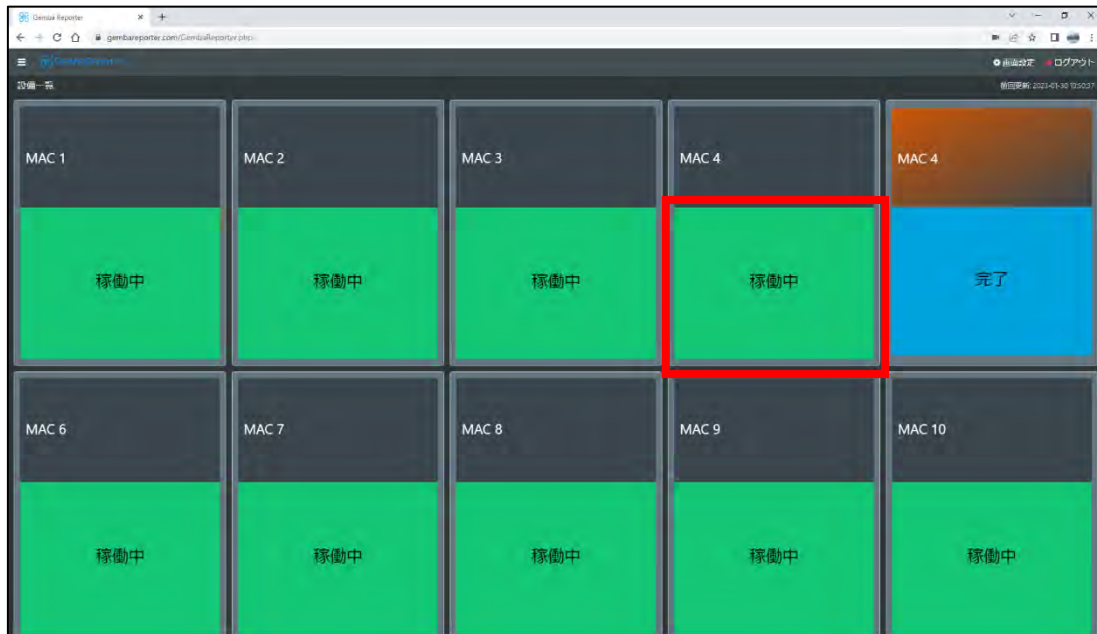 Gemba Reporter
gembareporter.com/GembaReporter.php
GembaReporter
画面設定 ログアウト
設備一覧
前回更新: 2023-01-30 10:50:37
MAC 1
MAC 2
MAC 3
MAC 4
MAC 4
稼働中
稼働中
稼働中
稼働中
完了
MAC 6
MAC 7
MAC 8
MAC 9
MAC 10
稼働中
稼働中
稼働中
稼働中
稼働中